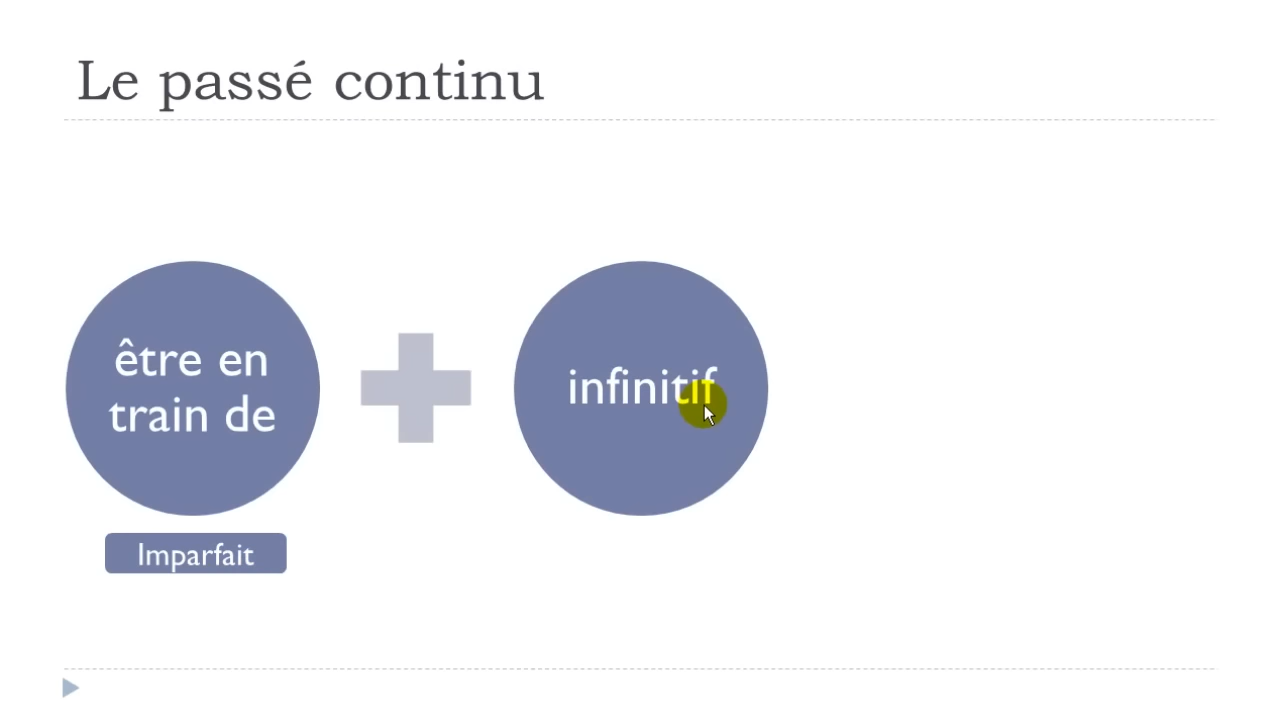 Le passé continu
être en
train de
infinitif
Imparfait